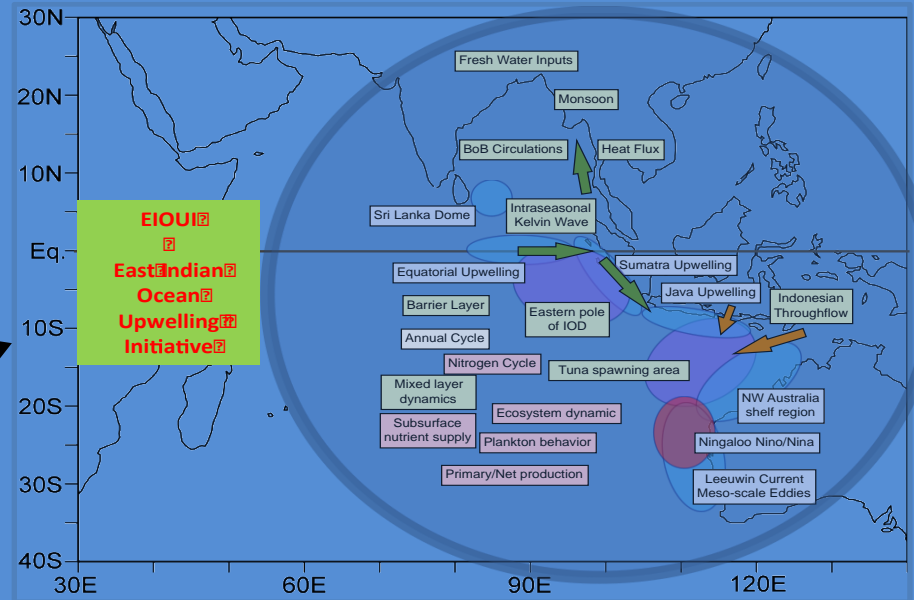 30N
20N
10N
Eq.
10S
20S
30S
40S
30E
60E
90E
120E
EIOUI⍰
⍰
East⍰Indian⍰
Ocean⍰
Upwelling⍰⍰
Initiative⍰
Fresh Water Inputs
Monsoon
BoB Circulations
Heat Flux
Sri Lanka Dome
Intraseasonal
Kelvin Wave
Equatorial Upwelling
Sumatra Upwelling
Java Upwelling
Indonesian
Throughflow
Barrier Layer
Eastern pole
of IOD
Annual Cycle
Nitrogen Cycle
Tuna spawning area
Mixed layer
dynamics
Subsurface
nutrient supply
Ecosystem dynamic
Plankton behavior
Primary/Net production
NW Australia
shelf region
Ningaloo Nino/Nina
Leeuwin Current
Meso-scale Eddies